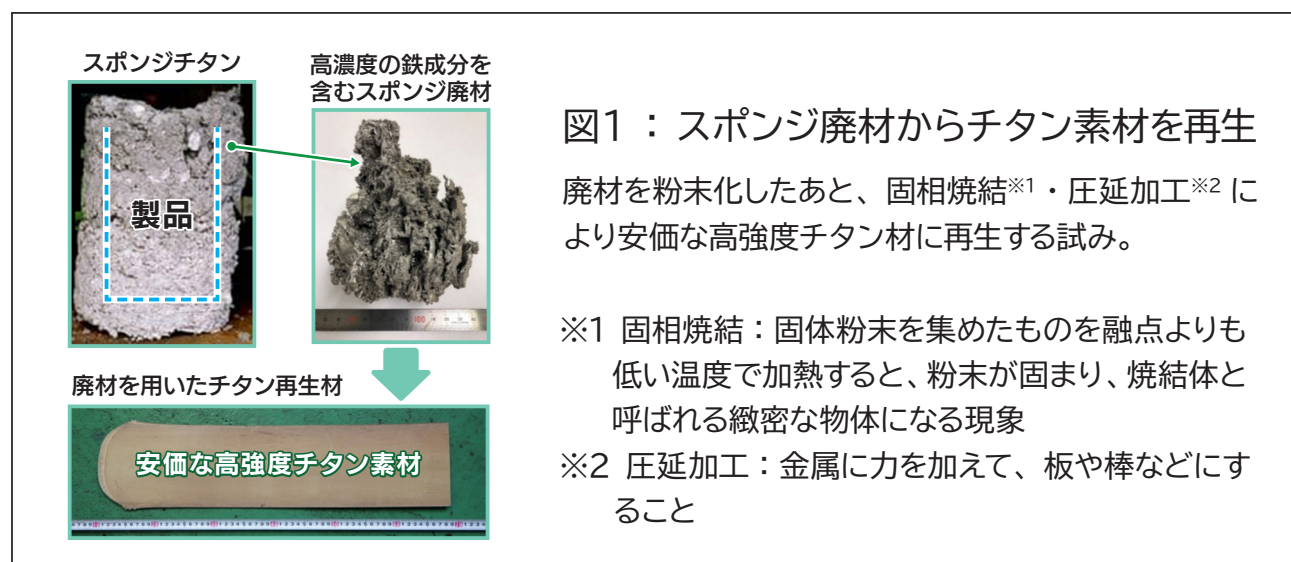 スポンジチタン
高濃度の鉄成分を
含むスポンジ廃材
製品
廃材を用いたチタン再生材
安価な高強度チタン素材
図1：スポンジ廃材からチタン素材を再生
廃材を粉末化したあと、固相焼結※1・圧延加工※2 に
より安価な高強度チタン材に再生する試み。
※1 固相焼結：固体粉末を集めたものを融点よりも
低い温度で加熱すると、粉末が固まり、焼結体と
呼ばれる緻密な物体になる現象
※2 圧延加工：金属に力を加えて、板や棒などにす
ること